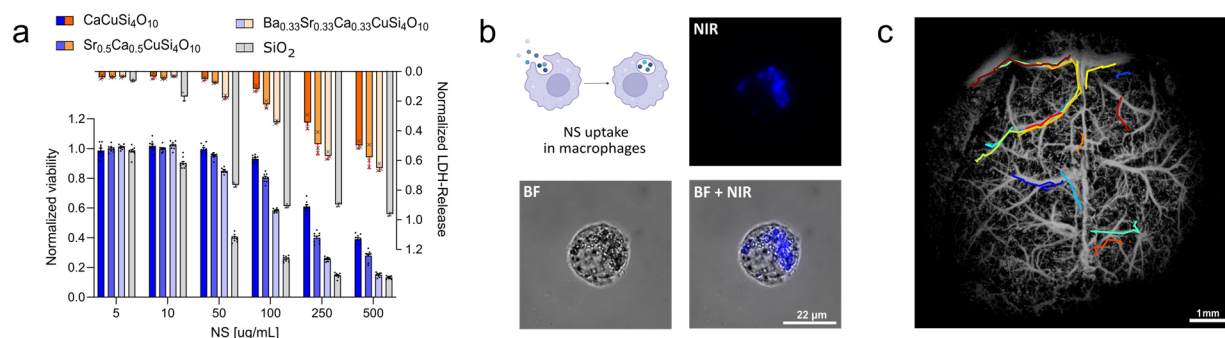 a
CaCuSi4O10
Sr0.5Ca0.5CuSi4O10
Ba0.33Sr0.33Ca0.33CuSi4O10
SiO2
Normalized viability
1.2
1.0
0.8
0.6
0.4
0.2
0.0
0.0
0.2
0.4
0.6
0.8
1.0
1.2
Normalized LDH-Release
5
10
50
100
250
500
NS [ug/mL]
b
NS uptake
in macrophages
NIR
BF
BF + NIR
22 µm
c
1mm